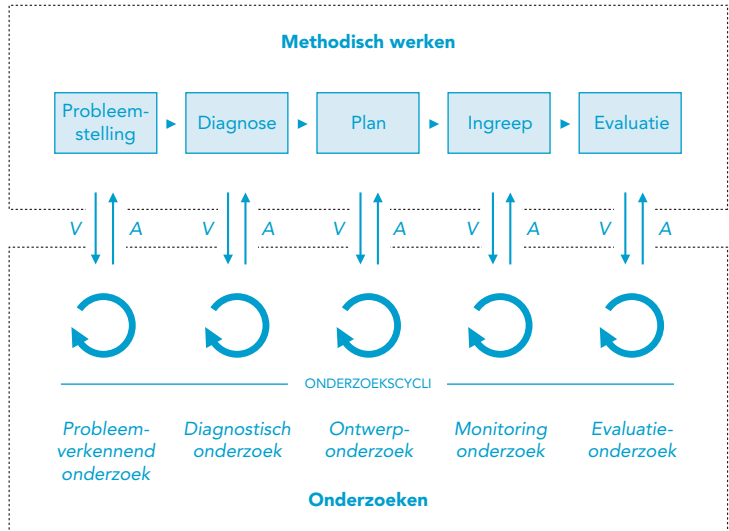 Methodisch werken
Probleem-
stelling
Diagnose
Plan
Ingreep
Evaluatie
V A V A V A V A V A
ONDERZOEKSCYCLI
Probleem-
verkennend
onderzoek
Diagnostisch
onderzoek
Ontwerp-
onderzoek
Monitoring
onderzoek
Evaluatie-
onderzoek
Onderzoeken